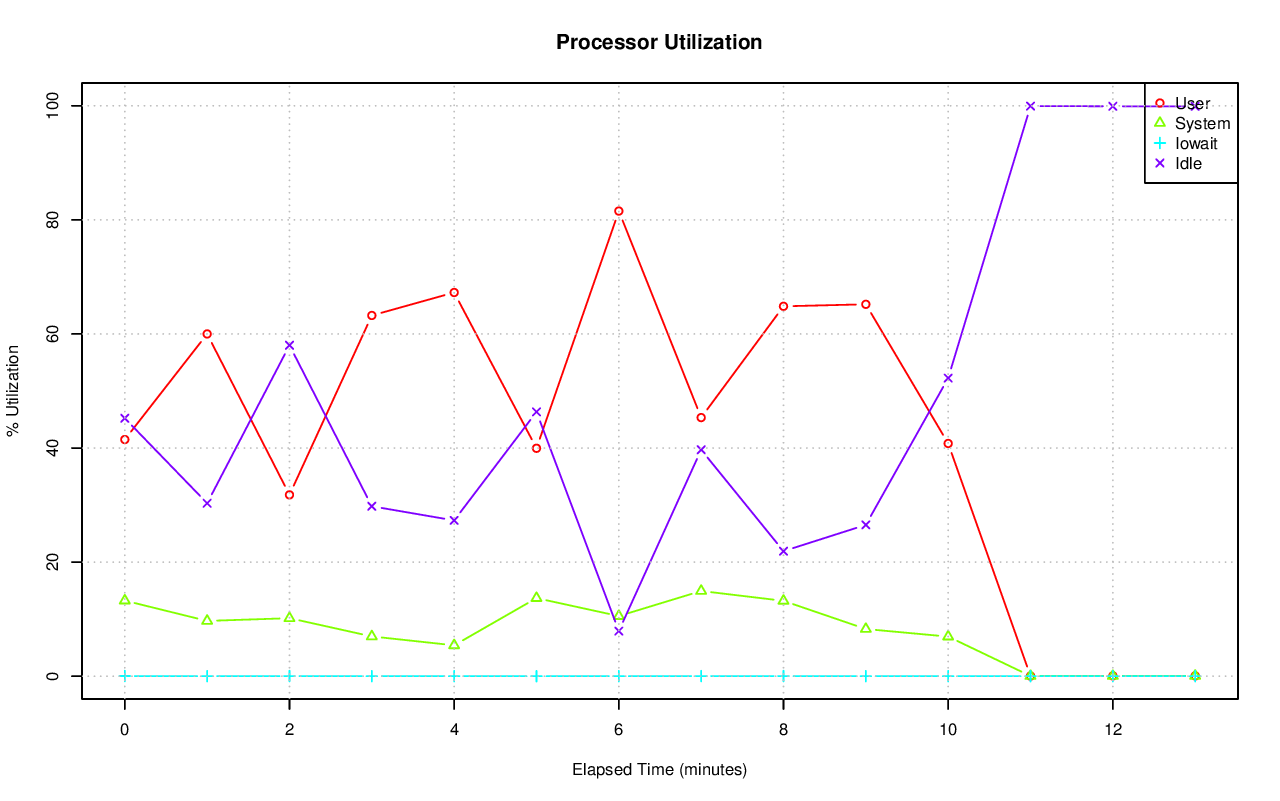 Processor Utilization
% Utilization
100
80
60
40
20
0
User
System
Iowait
Idle
0 2 4 6 8 10 12
Elapsed Time (minutes)